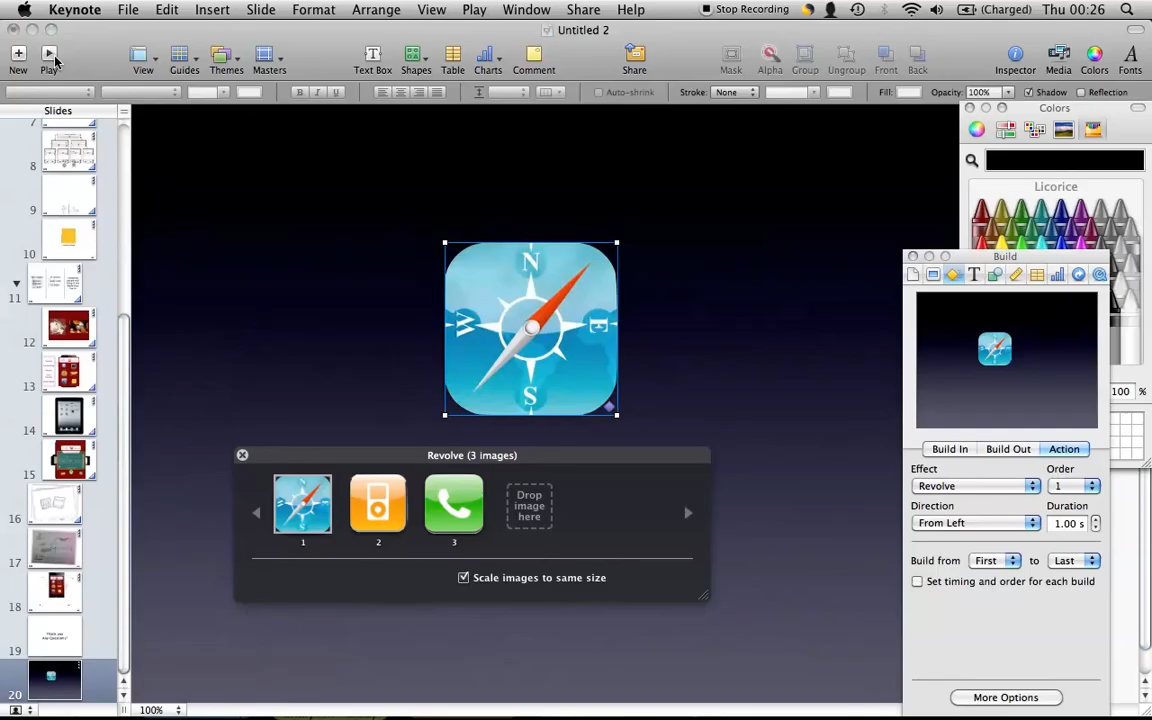 Keynote File Edit Insert Slide Format Arrange View Play Window Share Help Stop Recording (Charged) Thu 00:26
Untitled 2
New Play View Guides Themes Masters Text Box Shapes Table Charts Comment Share Mask Alpha Group Ungroup Front Back Inspector Media Colors Fonts
B I U Auto-shrink Stroke: None Fill: Opacity: 100% Shadow Reflection
Slides
Colors
7
8
9
10
11
12
13
14
15
16
17
18
19
20
Licorice
N
W
E
S
Build
100 %
Revolve (3 images)
Drop
image
here
1 2 3
Scale images to same size
Build In Build Out Action
Effect Order
Revolve 1
Direction Duration
From Left 1.00 s
Build from First to Last
Set timing and order for each build
More Options
100%